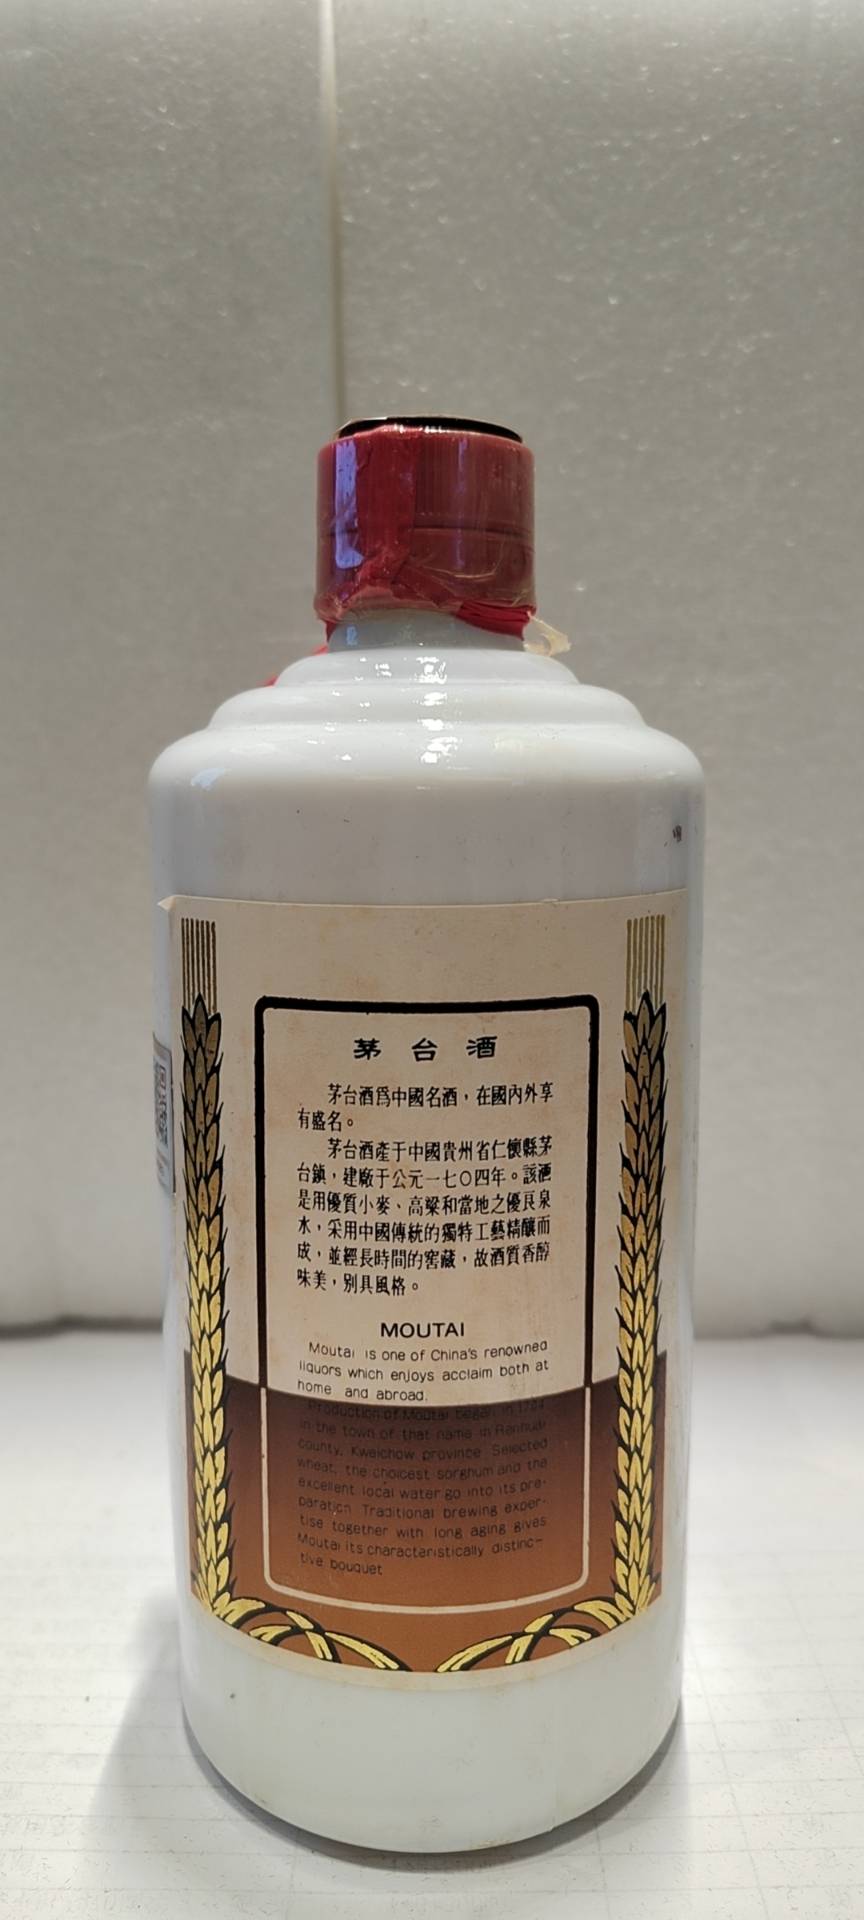 茅台酒
茅台酒爲中國名酒，在國內外享
有盛名。
茅台酒產于中國貴州省仁懷縣茅
台鎮，建廠于公元一七〇四年。該酒
是用優質小麥、高粱和當地之優良泉
水，采用中國傳統的獨特工藝精釀而
成，並經長時間的窖藏，故酒質香醇
味美，別具風格。
MOUTAI
Moutai is one of China's renowned
liquors which enjoys acclaim both at
home and abroad.
Production of Moutai began in 1704
in the town of that name in Renhuai
county, Kweichow province. Selected
wheat, the choicest sorghum and the
excellent local water go into its pre-
paration. Traditional brewing exper-
tise together with long aging gives
Moutai its characteristically distinc-
tive bouquet